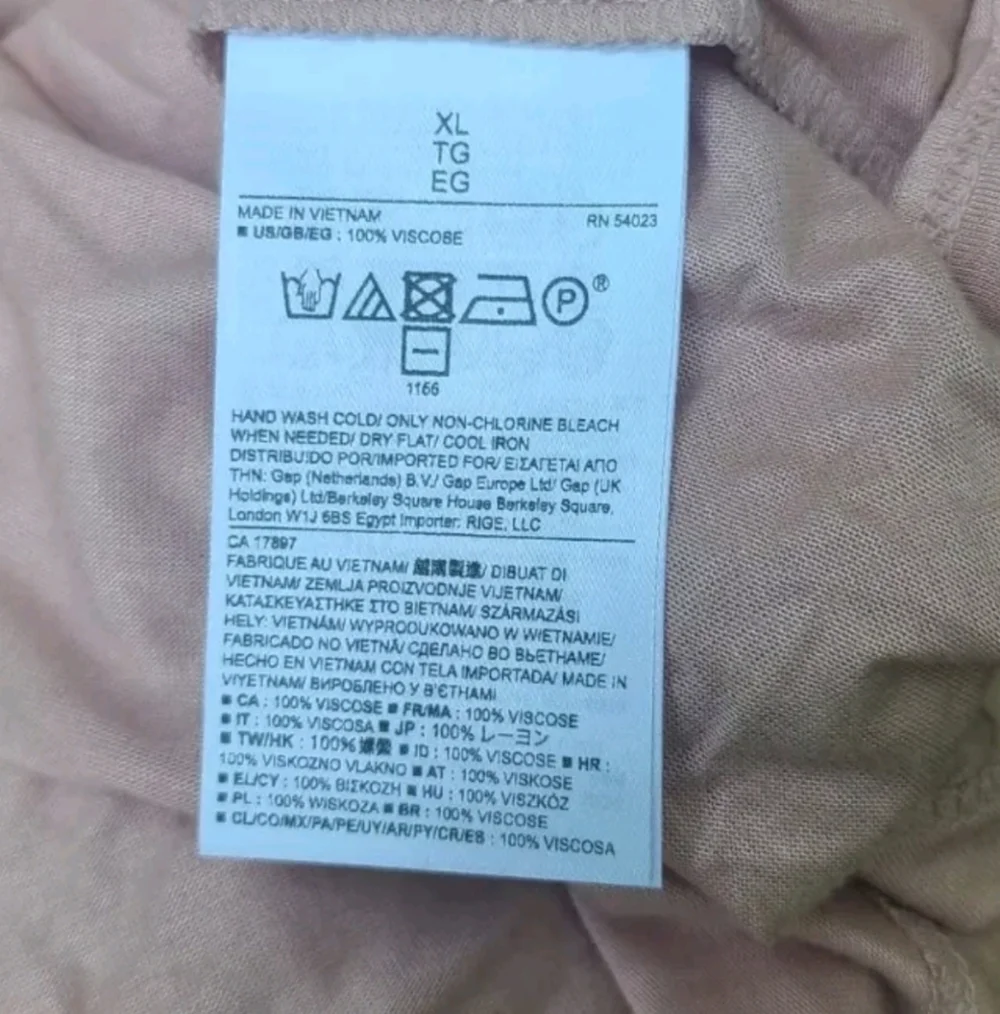 XL
TG
EG
MADE IN VIETNAM RN 54023
■ US/GB/EG : 100% VISCOSE
P ®
1166
HAND WASH COLD/ ONLY NON-CHLORINE BLEACH
WHEN NEEDED/ DRY FLAT/ COOL IRON
DISTRIBUIDO POR/IMPORTED FOR/ ΕΙΣΑΓΕΤΑΙ ΑΠΟ
THN: Gap (Netherlands) B.V./ Gap Europe Ltd/ Gap (UK
Holdings) Ltd/Berkeley Square House Berkeley Square,
London W1J 6BS Egypt Importer: RIGE, LLC
CA 17897
FABRIQUE AU VIETNAM/ 越南製造/ DIBUAT DI
VIETNAM/ ZEMLJA PROIZVODNJE VIJETNAM/
ΚΑΤΑΣΚΕΥΑΣΤΗΚΕ ΣΤΟ ΒΙΕΤΝΑΜ/ SZÁRMAZÁSI
HELY: VIETNÁM/ WYPRODUKOWANO W WIETNAMIE/
FABRICADO NO VIETNÃ/ СДЕЛАНО ВО ВЬЕТНАМЕ/
HECHO EN VIETNAM CON TELA IMPORTADA/ MADE IN
VIYETNAM/ ВИРОБЛЕНО У В'ЄТНАМІ
■ CA : 100% VISCOSE ■ FR/MA : 100% VISCOSE
■ IT : 100% VISCOSA ■ JP : 100% レーヨン
■ TW/HK : 100% ■ ID : 100% VISCOSE ■ HR :
100% VISKOZNO VLAKNO ■ AT : 100% VISKOSE
■ EL/CY : 100% ΒΙΣΚΟΖΗ ■ HU : 100% VISZKÓZ
■ PL : 100% WISKOZA ■ BR : 100% VISCOSE
■ CL/CO/MX/PA/PE/UY/AR/PY/CR/ES : 100% VISCOSA